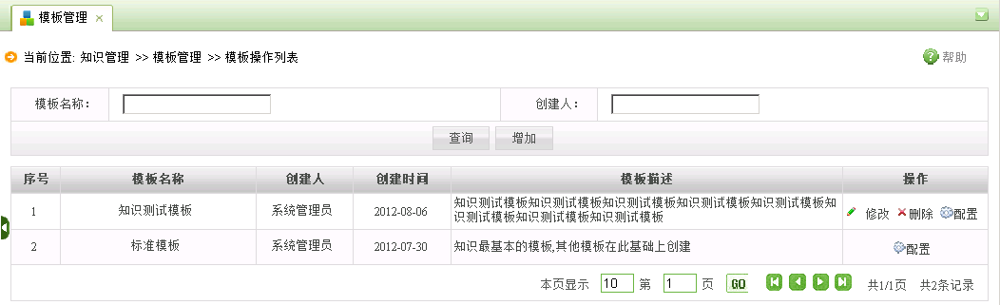 模板管理
当前位置: 知识管理 >> 模板管理 >> 模板操作列表 帮助
模板名称: 创建人:
查询 增加
序号 模板名称 创建人 创建时间 模板描述 操作
1 知识测试模板 系统管理员 2012-08-06 知识测试模板知识测试模板知识测试模板知识测试模板知识测试模板知
识测试模板知识测试模板知识测试模板 修改 删除 配置
2 标准模板 系统管理员 2012-07-30 知识最基本的模板,其他模板在此基础上创建 配置
本页显示 10 第 1 页 GO 共1/1页 共2条记录